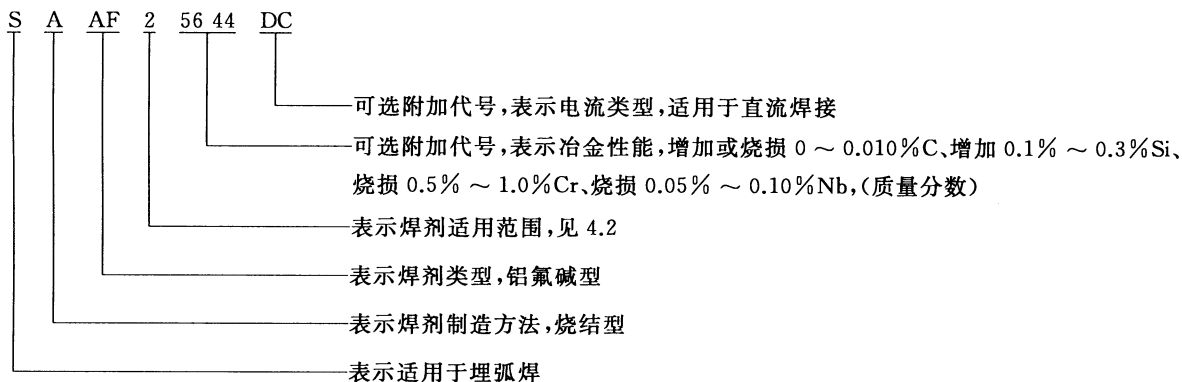 S A AF 2 56 44 DC
可选附加代号,表示电流类型,适用于直流焊接
可选附加代号,表示冶金性能,增加或烧损 0 ~ 0.010%C、增加 0.1% ~ 0.3%Si、
烧损 0.5% ~ 1.0%Cr、烧损 0.05% ~ 0.10%Nb,(质量分数)
表示焊剂适用范围,见 4.2
表示焊剂类型,铝氟碱型
表示焊剂制造方法,烧结型
表示适用于埋弧焊